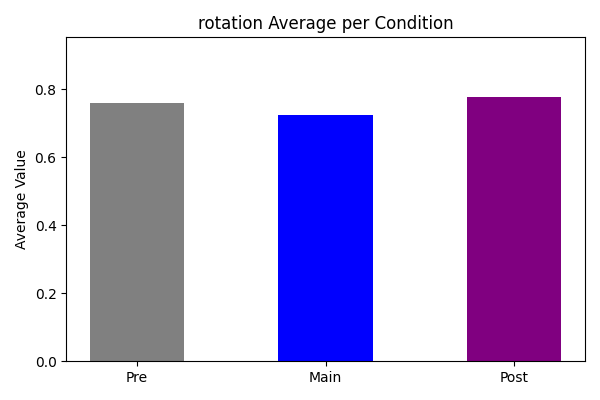 rotation Average per Condition
Average Value
0.8
0.6
0.4
0.2
0.0
Pre
Main
Post